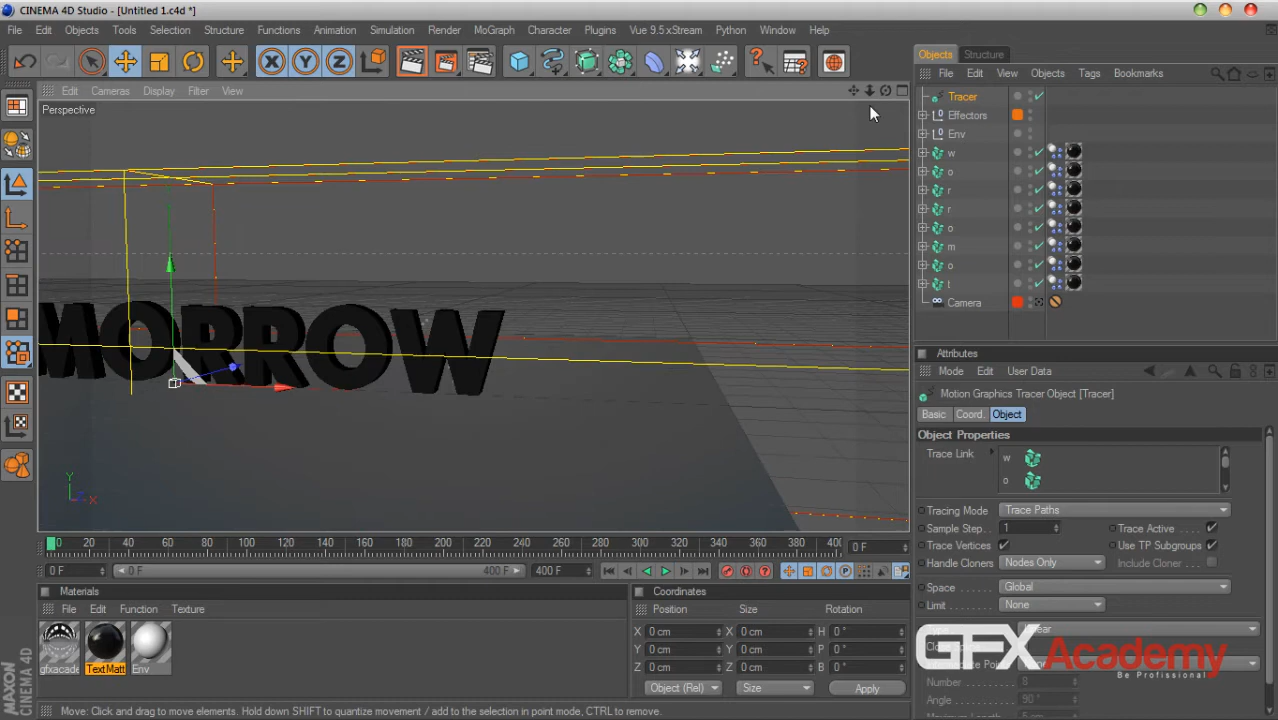 CINEMA 4D Studio - [Untitled 1.c4d *]
File Edit Objects Tools Selection Structure Functions Animation Simulation Render MoGraph Character Plugins Vue 9.5xStream Python Window Help
Edit Cameras Display Filter View
Perspective
MORROW
Y
X
0 20 40 60 80 100 120 140 160 180 200 220 240 260 280 300 320 340 360 380 40
0 F
0 F
0 F
400 F
400 F
Materials
File Edit Function Texture
gfxacade
TextMatt
Env
MAXON
CINEMA 4D
Coordinates
Position Size Rotation
X 0 cm X 0 cm H 0 °
Y 0 cm Y 0 cm P 0 °
Z 0 cm Z 0 cm B 0 °
Object (Rel) Size Apply
Move: Click and drag to move elements. Hold down SHIFT to quantize movement / add to the selection in point mode, CTRL to remove.
Objects Structure
File Edit View Objects Tags Bookmarks
Tracer
Effectors
Env
w
o
r
r
o
m
o
t
Camera
Attributes
Mode Edit User Data
Motion Graphics Tracer Object [Tracer]
Basic Coord. Object
Object Properties
Trace Link
w
o
Tracing Mode Trace Paths
Sample Step 1 Trace Active
Trace Vertices Use TP Subgroups
Handle Cloners Nodes Only Include Cloner
Space Global
Limit None
Number 8
Angle 90 °
GFXAcademy
Be Profissional